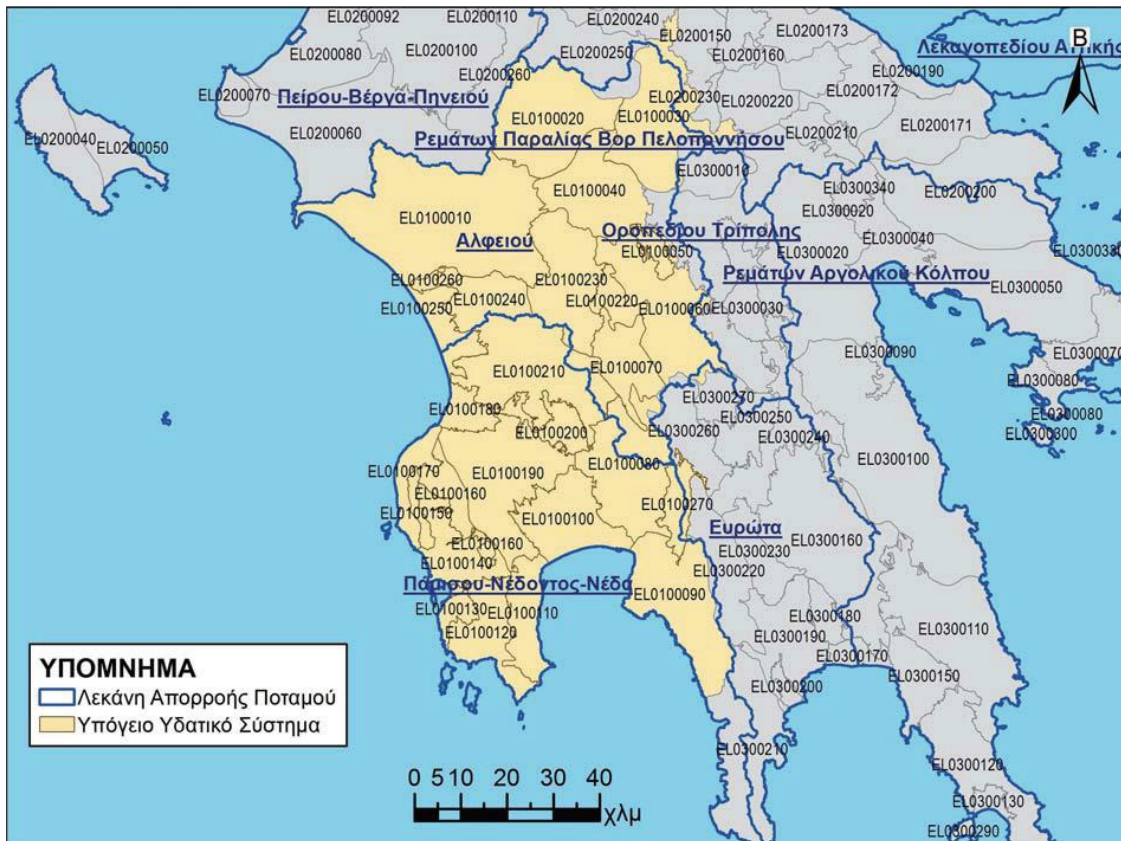 EL0200092
EL0200110
EL0200240
EL0200150
EL0200173
EL0200080
EL0200100
EL0200250
EL0200160
Λεκανοπεδίου Αττικής
Β
EL0200260
EL0200190
EL0200070
Πείρου-Βέργα-Πηνειού
EL0200230
EL0200220
EL0200172
EL0200040
EL0200050
EL0200060
EL0100020
EL0100030
EL0200210
EL0200171
Ρεμάτων Παραλίας Βορ Πελοποννήσου
EL0300010
EL0100040
EL0300340
EL0200200
EL0100010
EL0300020
Αλφειού
Οροπεδίου Τρίπολης
EL0300040
EL0300020
EL0100050
EL0300330
EL0100260
EL0100230
Ρεμάτων Αργολικού Κόλπου
EL0300050
EL0100250
EL0100240
EL0100220
EL0100060
EL0300030
EL0100210
EL0100070
EL0300090
EL0300070
EL0300080
EL0100180
EL0300270
EL0300250
EL0300080
EL0100200
EL0300260
EL0300240
EL0300300
EL0100170
EL0100190
EL0100080
EL0300100
EL0100160
EL0100150
EL0100100
EL0100270
EL0100160
Ευρώτα
EL0300160
EL0100140
EL0300230
EL0300220
Πάμισου-Νέδοντος-Νέδα
EL0100090
EL0100130
EL0100110
EL0300180
EL0100120
EL0300190
EL0300110
EL0300170
EL0300150
EL0300200
EL0300210
EL0300120
EL0300130
EL0300290
ΥΠΟΜΝΗΜΑ
Λεκάνη Απορροής Ποταμού
Υπόγειο Υδατικό Σύστημα
0 5 10 20 30 40
χλμ